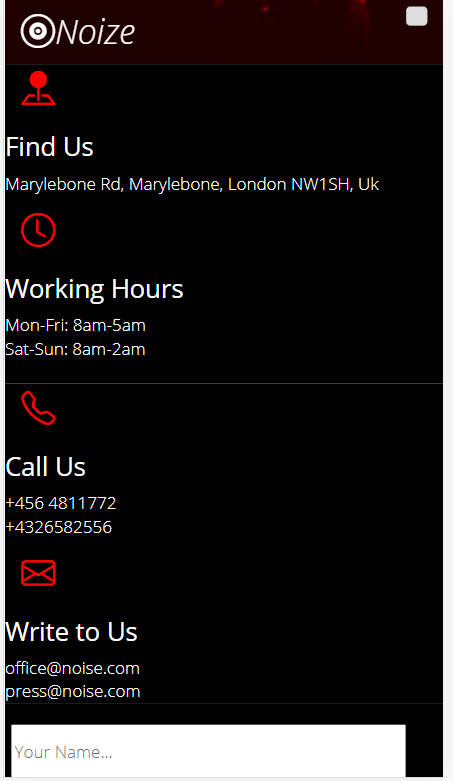 Noize
Find Us
Marylebone Rd, Marylebone, London NW1SH, Uk
Working Hours
Mon-Fri: 8am-5am
Sat-Sun: 8am-2am
Call Us
+456 4811772
+4326582556
Write to Us
office@noise.com
press@noise.com
Your Name...